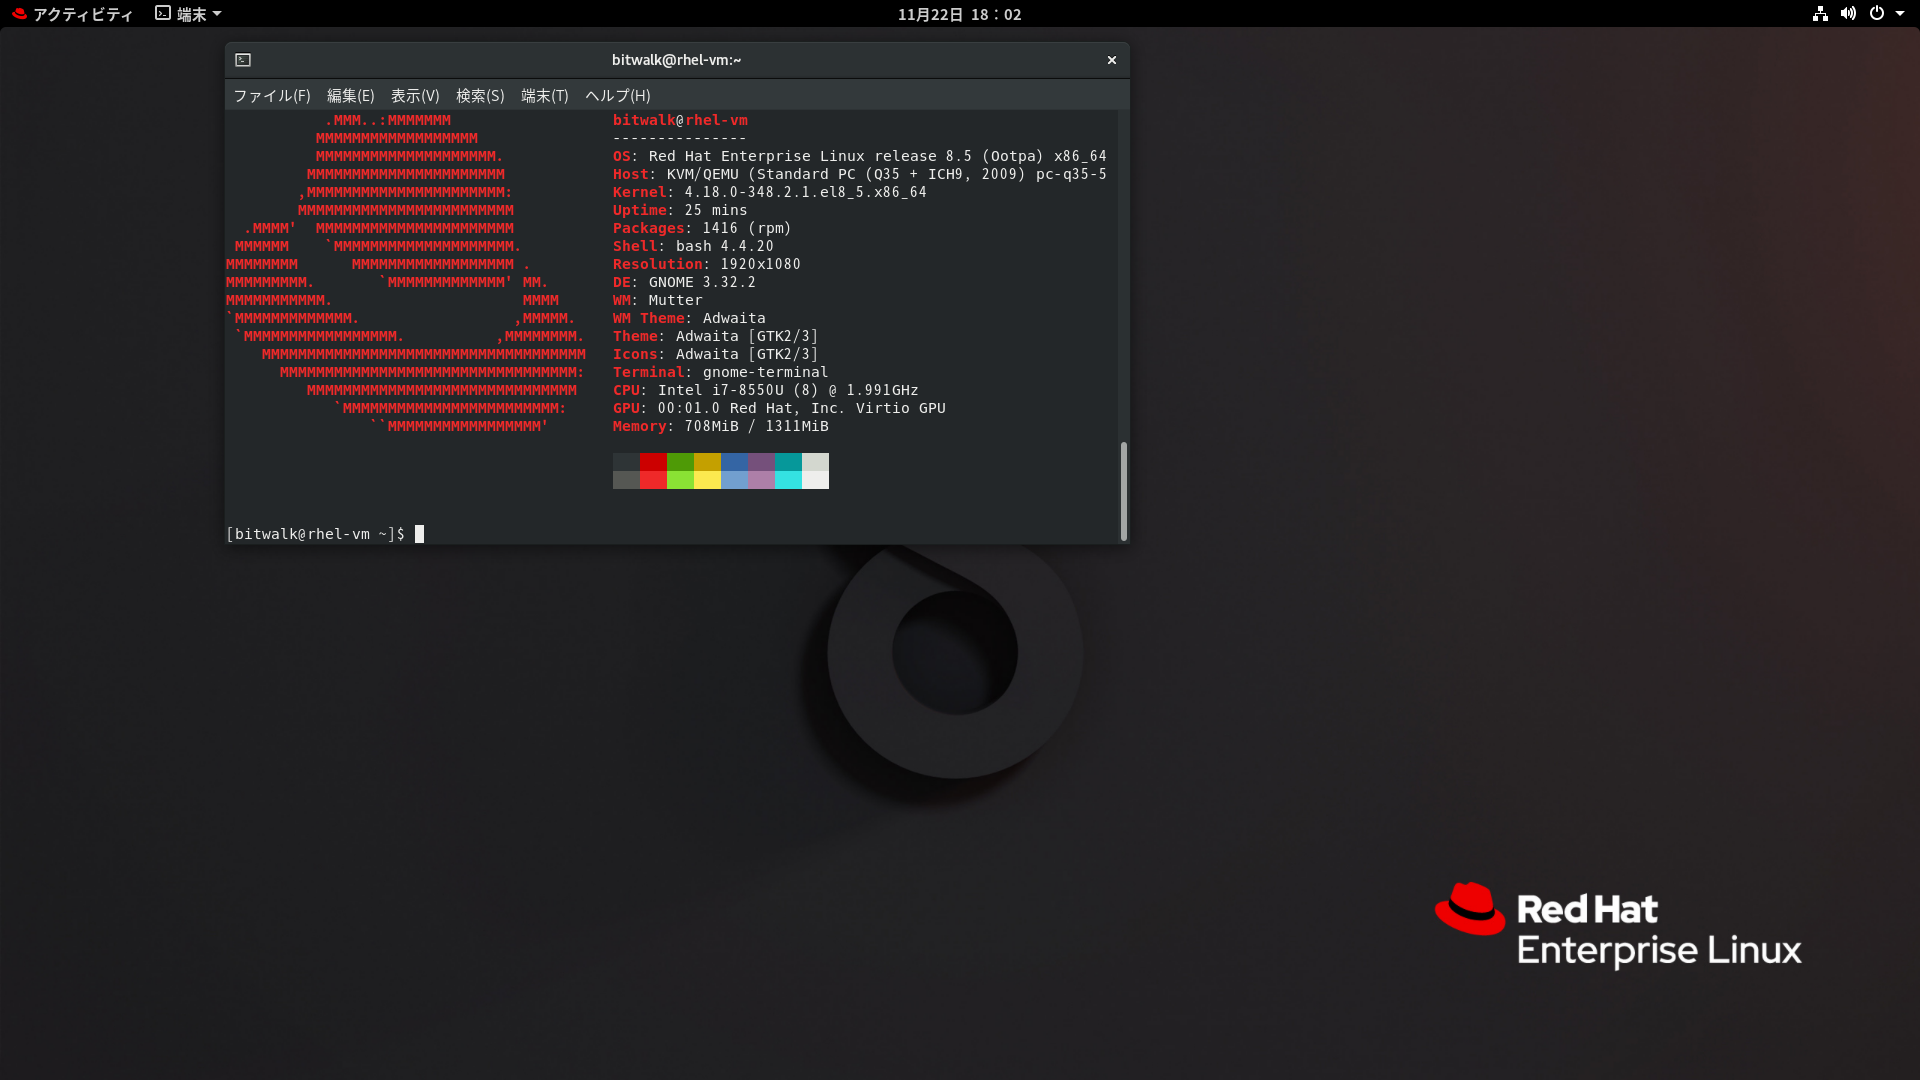 アクティビティ 端末 11月22日 18：02
bitwalk@rhel-vm:~
ファイル(F) 編集(E) 表示(V) 検索(S) 端末(T) ヘルプ(H)
.MMM..:MMMMMMM bitwalk@rhel-vm
MMMMMMMMMMMMMMMMMM ---------------
MMMMMMMMMMMMMMMMMMMM. OS: Red Hat Enterprise Linux release 8.5 (Ootpa) x86_64
MMMMMMMMMMMMMMMMMMMMMM Host: KVM/QEMU (Standard PC (Q35 + ICH9, 2009) pc-q35-5
,MMMMMMMMMMMMMMMMMMMMMM: Kernel: 4.18.0-348.2.1.el8_5.x86_64
MMMMMMMMMMMMMMMMMMMMMMMM Uptime: 25 mins
.MMMM' MMMMMMMMMMMMMMMMMMMMMM Packages: 1416 (rpm)
MMMMMM `MMMMMMMMMMMMMMMMMMMM. Shell: bash 4.4.20
MMMMMMMM MMMMMMMMMMMMMMMMMM . Resolution: 1920x1080
MMMMMMMMM. `MMMMMMMMMMMMM' MM. DE: GNOME 3.32.2
MMMMMMMMMMM. MMMM WM: Mutter
`MMMMMMMMMMMMM. ,MMMMM. WM Theme: Adwaita
`MMMMMMMMMMMMMMMMM. ,MMMMMMMM. Theme: Adwaita [GTK2/3]
MMMMMMMMMMMMMMMMMMMMMMMMMMMMMMMMMMMM Icons: Adwaita [GTK2/3]
MMMMMMMMMMMMMMMMMMMMMMMMMMMMMMMMM: Terminal: gnome-terminal
MMMMMMMMMMMMMMMMMMMMMMMMMMMMMM CPU: Intel i7-8550U (8) @ 1.991GHz
`MMMMMMMMMMMMMMMMMMMMMMMM: GPU: 00:01.0 Red Hat, Inc. Virtio GPU
``MMMMMMMMMMMMMMMMM' Memory: 708MiB / 1311MiB
[bitwalk@rhel-vm ~]$
Red Hat
Enterprise Linux